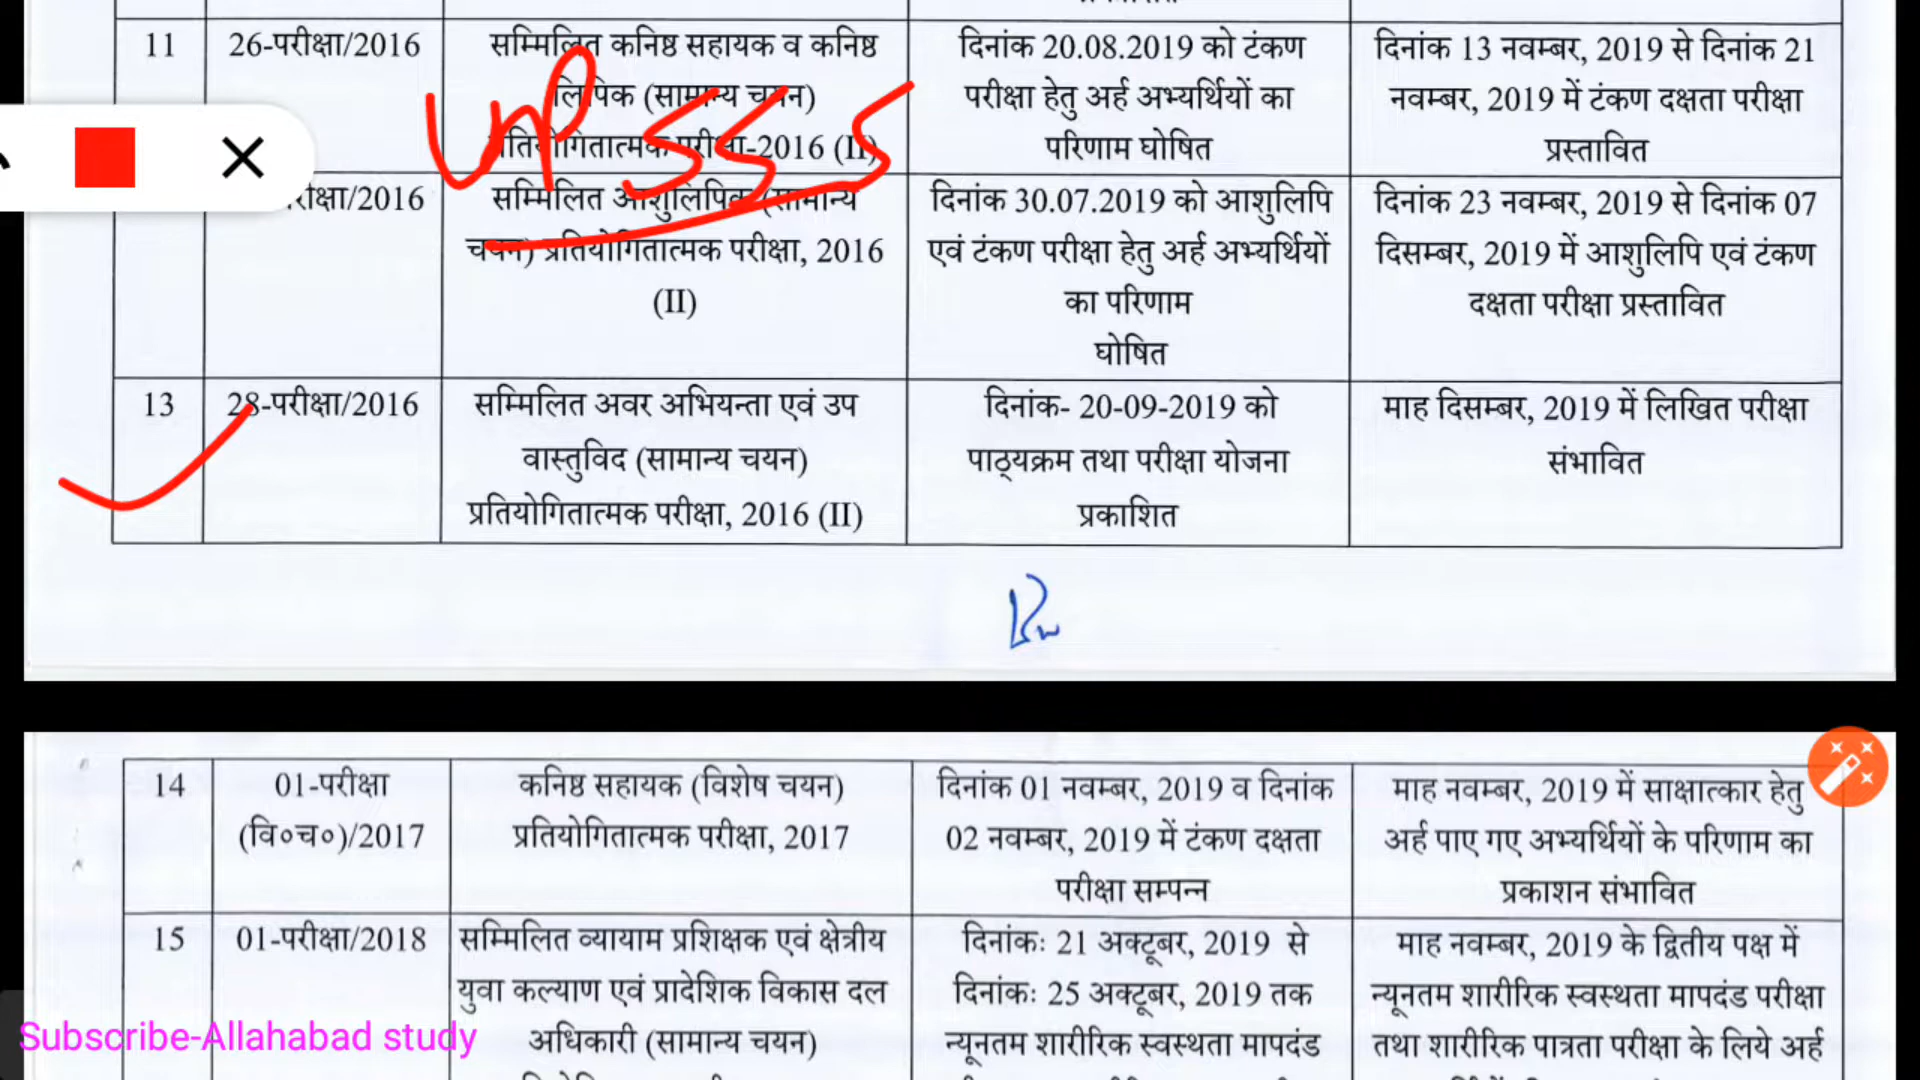 11 26-परीक्षा/2016 सम्मिलित कनिष्ठ सहायक व कनिष्ठ दिनांक 20.08.2019 को टंकण दिनांक 13 नवम्बर, 2019 से दिनांक 21
लिपिक (सामान्य चयन) परीक्षा हेतु अर्ह अभ्यर्थियों का नवम्बर, 2019 में टंकण दक्षता परीक्षा
प्रतियोगितात्मक परीक्षा-2016 (II) परिणाम घोषित प्रस्तावित
UPSSS
परीक्षा/2016 सम्मिलित आशुलिपिक (सामान्य दिनांक 30.07.2019 को आशुलिपि दिनांक 23 नवम्बर, 2019 से दिनांक 07
चयन) प्रतियोगितात्मक परीक्षा, 2016 एवं टंकण परीक्षा हेतु अर्ह अभ्यर्थियों दिसम्बर, 2019 में आशुलिपि एवं टंकण
(II) का परिणाम दक्षता परीक्षा प्रस्तावित
घोषित
13 28-परीक्षा/2016 सम्मिलित अवर अभियन्ता एवं उप दिनांक- 20-09-2019 को माह दिसम्बर, 2019 में लिखित परीक्षा
वास्तुविद (सामान्य चयन) पाठ्यक्रम तथा परीक्षा योजना संभावित
प्रतियोगितात्मक परीक्षा, 2016 (II) प्रकाशित
14 01-परीक्षा कनिष्ठ सहायक (विशेष चयन) दिनांक 01 नवम्बर, 2019 व दिनांक माह नवम्बर, 2019 में साक्षात्कार हेतु
(वि०च०)/2017 प्रतियोगितात्मक परीक्षा, 2017 02 नवम्बर, 2019 में टंकण दक्षता अर्ह पाए गए अभ्यर्थियों के परिणाम का
परीक्षा सम्पन्न प्रकाशन संभावित
15 01-परीक्षा/2018 सम्मिलित व्यायाम प्रशिक्षक एवं क्षेत्रीय दिनांकः 21 अक्टूबर, 2019 से माह नवम्बर, 2019 के द्वितीय पक्ष में
युवा कल्याण एवं प्रादेशिक विकास दल दिनांकः 25 अक्टूबर, 2019 तक न्यूनतम शारीरिक स्वस्थता मापदंड परीक्षा
अधिकारी (सामान्य चयन) न्यूनतम शारीरिक स्वस्थता मापदंड तथा शारीरिक पात्रता परीक्षा के लिये अर्ह
Subscribe-Allahabad study